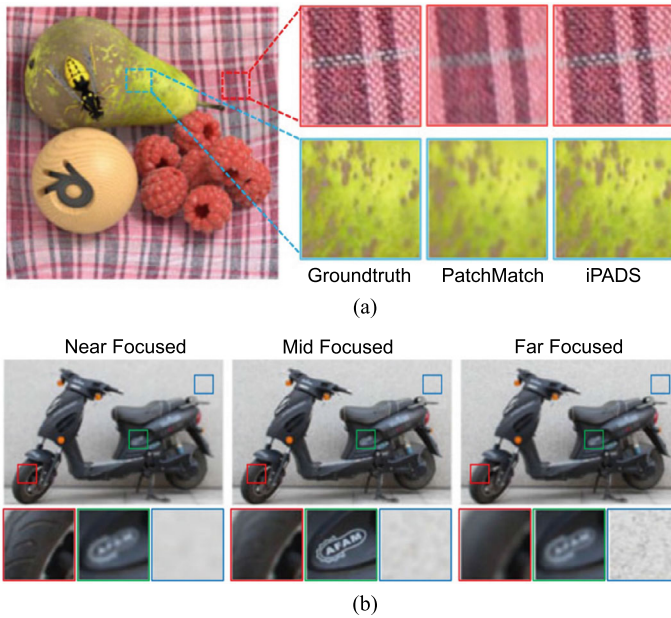 Groundtruth PatchMatch iPADS
(a)
Near Focused Mid Focused Far Focused
AFAM AFAM AFAM
(b)